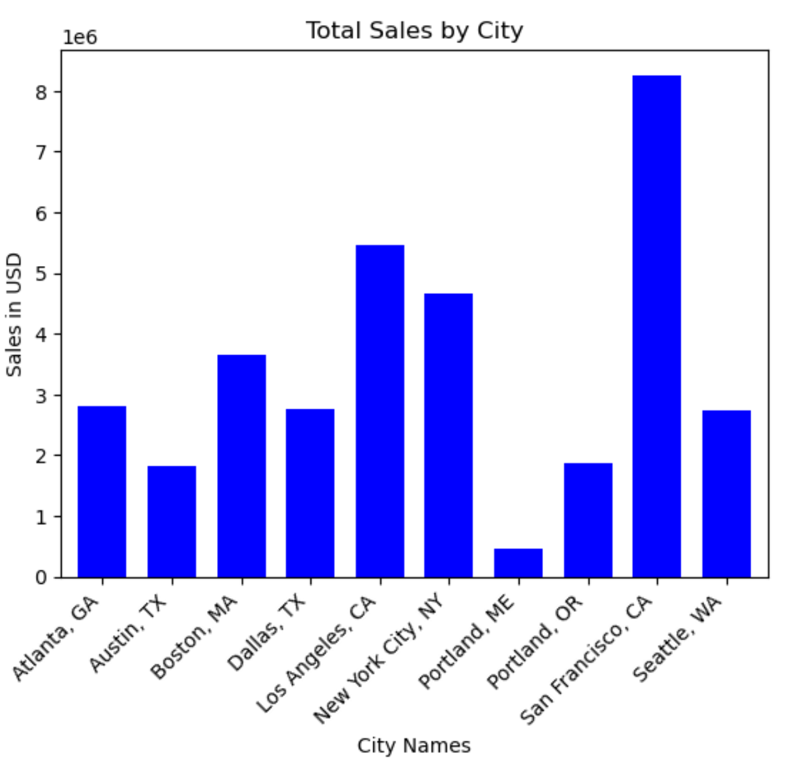 Total Sales by City
1e6
8
7
6
5
4
3
2
1
0
Sales in USD
Atlanta, GA
Austin, TX
Boston, MA
Dallas, TX
Los Angeles, CA
New York City, NY
Portland, ME
Portland, OR
San Francisco, CA
Seattle, WA
City Names